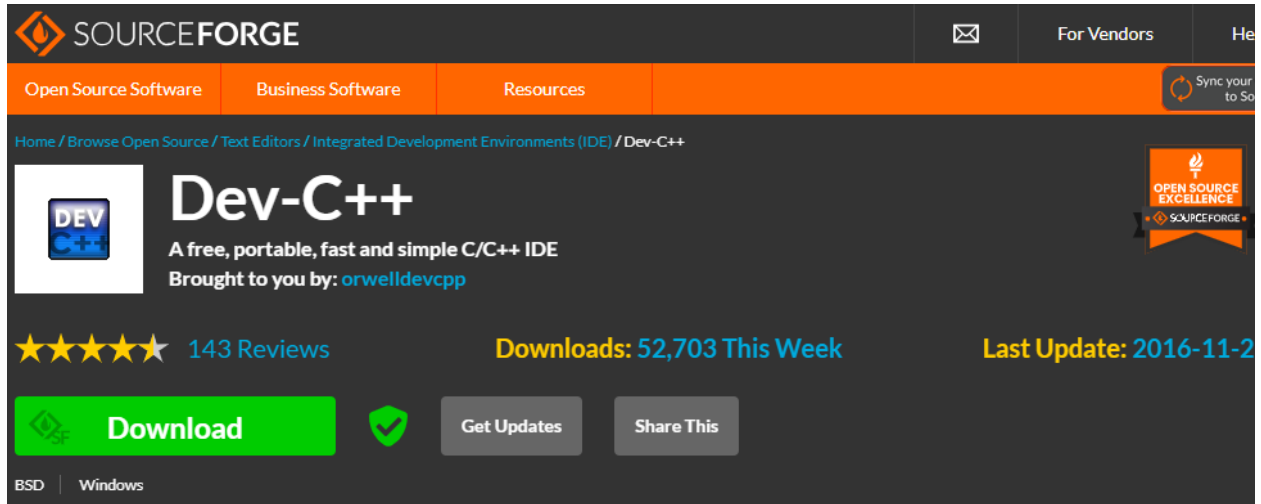 SOURCEFORGE
For Vendors
He
Open Source Software
Business Software
Resources
Sync your
to So
Home / Browse Open Source / Text Editors / Integrated Development Environments (IDE) / Dev-C++
OPEN SOURCE
EXCELLENCE
SOURCEFORGE
DEV
C++
Dev-C++
A free, portable, fast and simple C/C++ IDE
Brought to you by: orwelldevcpp
143 Reviews
Downloads: 52,703 This Week
Last Update: 2016-11-2
SF
Download
Get Updates
Share This
BSD
Windows